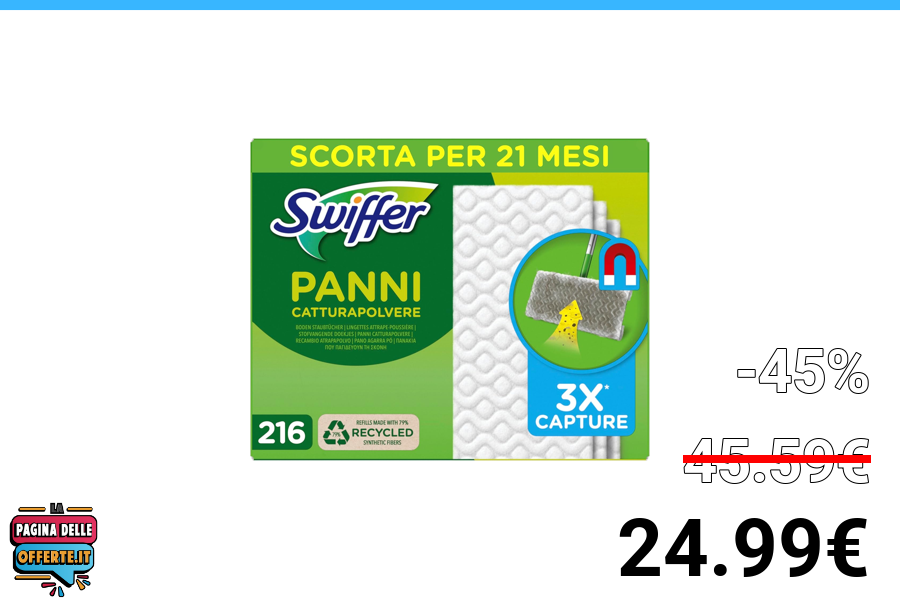 SCORTA PER 21 MESI
Swiffer
PANNI
CATTURAPOLVERE
BODEN STAUBTÜCHER | LINGETTES ATTRAPE-POUSSIERE |
STOFVANGENDE DOEKJES | PANNI CATTURAPOLVERE |
RECAMBIO ATRAPAPOLVO | PANO AGARRA PÓ | ΠΑΝΑΚΙΑ
ΠΟΥ ΠΑΓΙΔΕΥΟΥΝ ΤΗ ΣΚΟΝΗ
3X*
CAPTURE
216
79%
REFILLS MADE WITH 79%
RECYCLED
SYNTHETIC FIBERS
-45%
45.59€
24.99€
LA
PAGINA DELLE
OFFERTE.IT